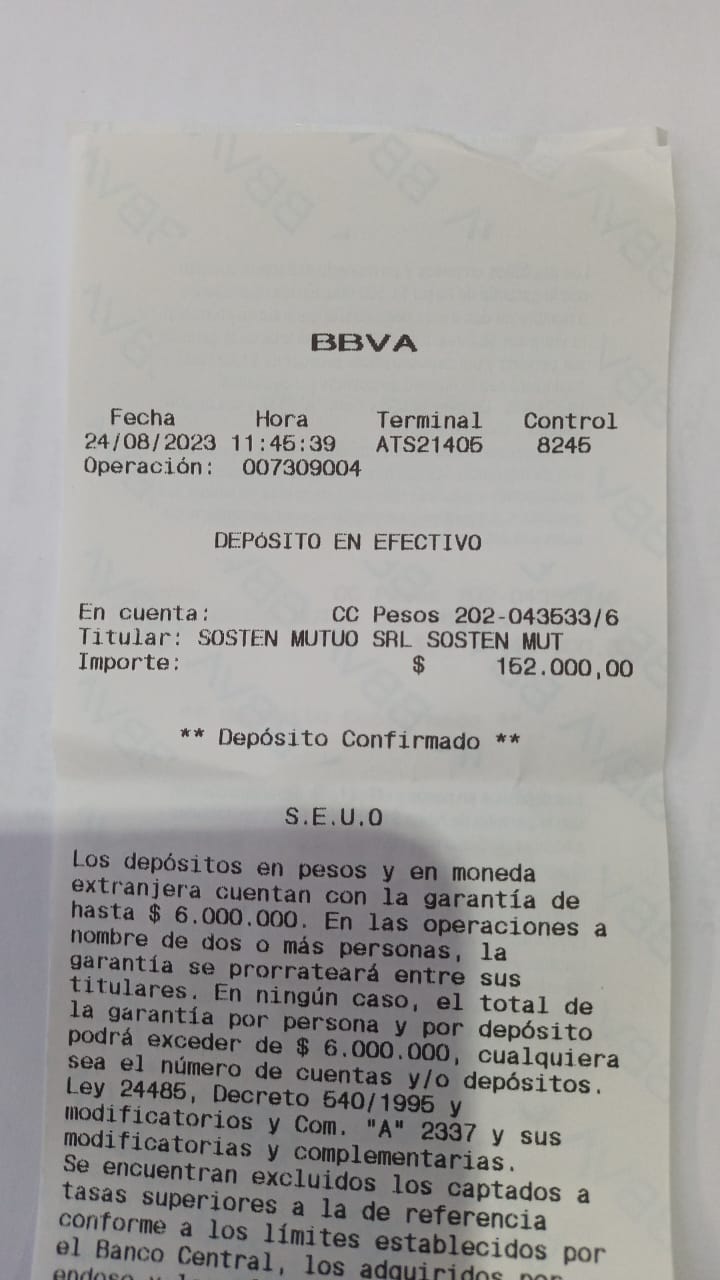 BBVA
Fecha Hora Terminal Control
24/08/2023 11:45:39 ATS21405 8245
Operación: 007309004
DEPóSITO EN EFECTIVO
En cuenta: CC Pesos 202-043533/6
Titular: SOSTEN MUTUO SRL SOSTEN MUT
Importe: $ 152.000,00
** Depósito Confirmado **
S.E.U.O
Los depósitos en pesos y en moneda
extranjera cuentan con la garantía de
hasta $ 6.000.000. En las operaciones a
nombre de dos o más personas, la
garantía se prorrateará entre sus
titulares. En ningún caso, el total de
la garantía por persona y por depósito
podrá exceder de $ 6.000.000, cualquiera
sea el número de cuentas y/o depósitos.
Ley 24485, Decreto 540/1995 y
modificatorios y Com. "A" 2337 y sus
modificatorias y complementarias.
Se encuentran excluidos los captados a
tasas superiores a la de referencia
conforme a los límites establecidos por
el Banco Central, los adquiridos por